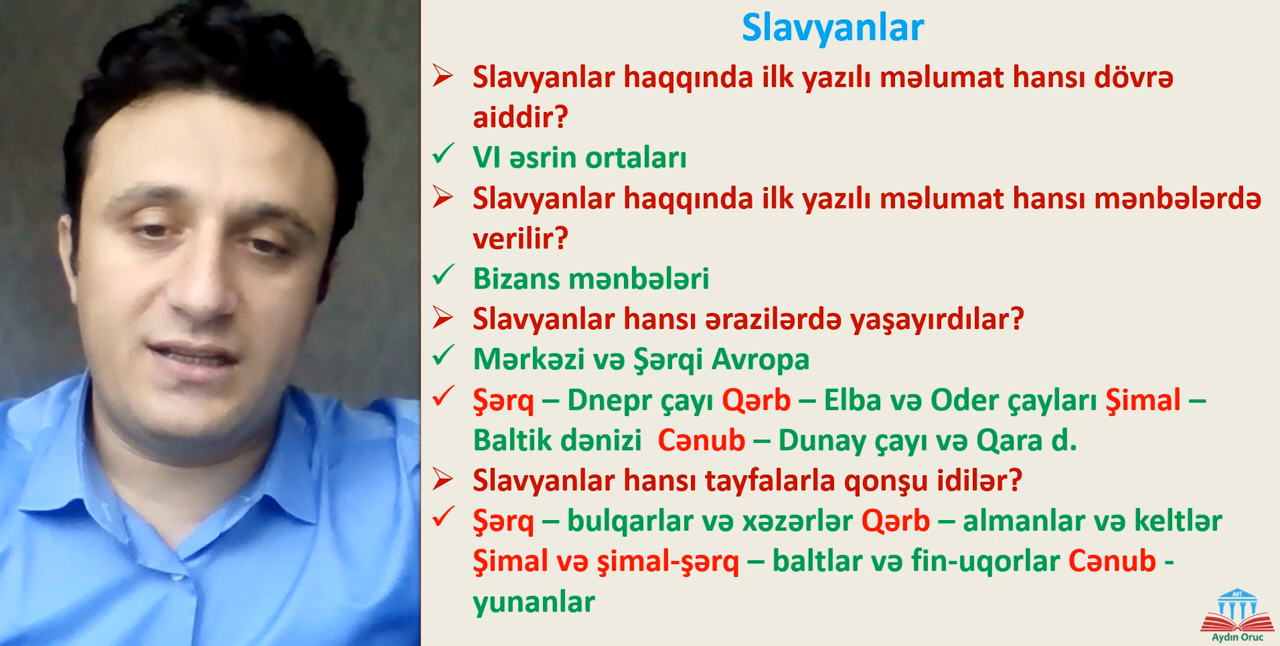 Slavyanlar
➢ Slavyanlar haqqında ilk yazılı məlumat hansı dövrə
aiddir?
✓ VI əsrin ortaları
➢ Slavyanlar haqqında ilk yazılı məlumat hansı mənbələrdə
verilir?
✓ Bizans mənbələri
➢ Slavyanlar hansı ərazilərdə yaşayırdılar?
✓ Mərkəzi və Şərqi Avropa
✓ Şərq – Dnepr çayı Qərb – Elba və Oder çayları Şimal –
Baltik dənizi Cənub – Dunay çayı və Qara d.
➢ Slavyanlar hansı tayfalarla qonşu idilər?
✓ Şərq – bulqarlar və xəzərlər Qərb – almanlar və keltlər
Şimal və şimal-şərq – baltlar və fin-uqorlar Cənub -
yunanlar
AOT
Aydın Oruc